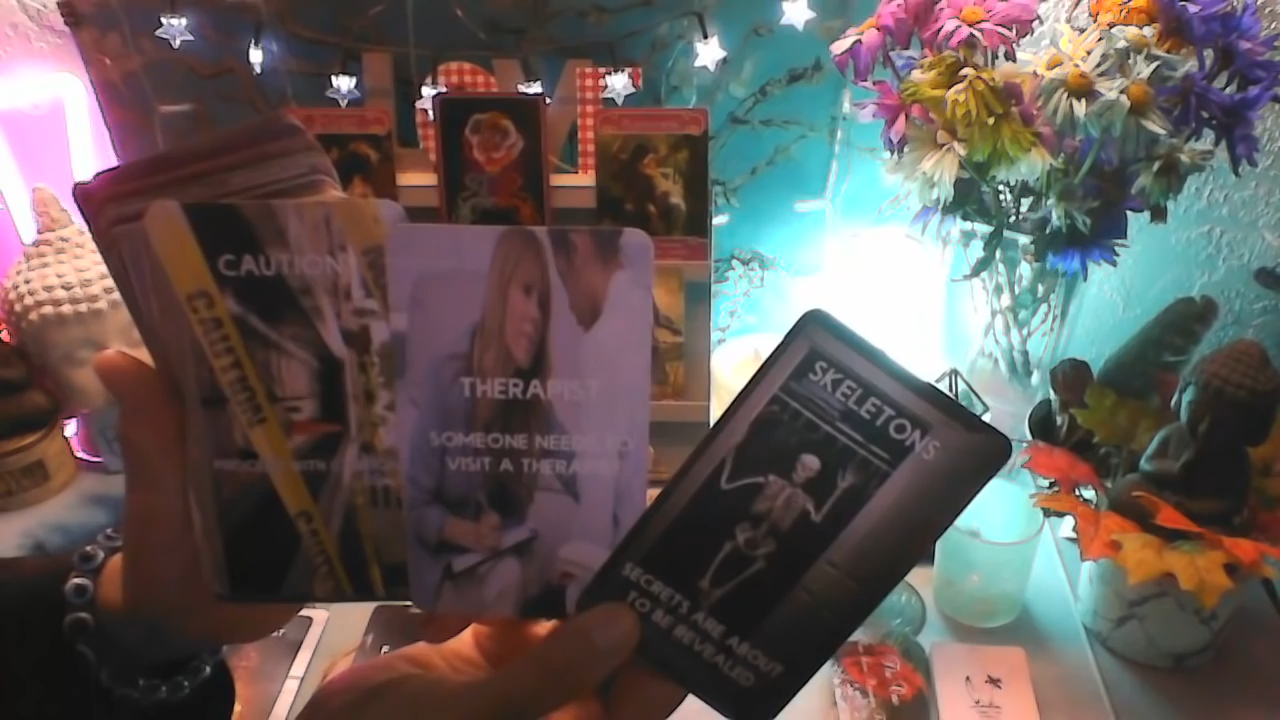 CAUTION
CAUTION
THERAPIST
SOMEONE NEEDS TO
VISIT A THERAPIST
SKELETONS
SECRETS ARE ABOUT
TO BE REVEALED